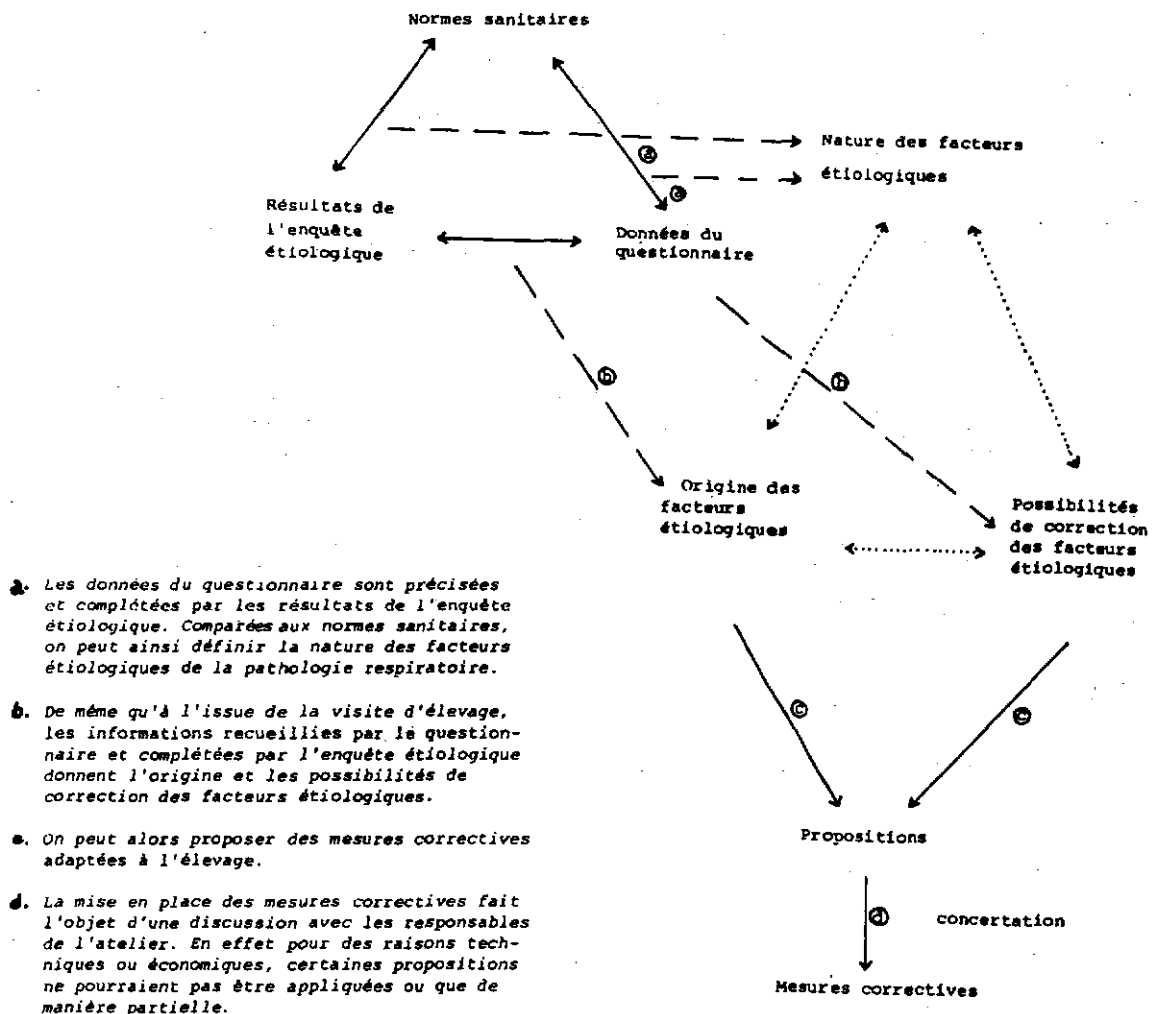 Normes sanitaires
Nature des facteurs
étiologiques
ⓐ
ⓐ
Résultats de
l'enquête
étiologique
Données du
questionnaire
ⓑ
ⓑ
Origine des
facteurs
étiologiques
Possibilités
de correction
des facteurs
étiologiques
a. Les données du questionnaire sont précisées
et complétées par les résultats de l'enquête
étiologique. Comparées aux normes sanitaires,
on peut ainsi définir la nature des facteurs
étiologiques de la pathologie respiratoire.
b. De même qu'à l'issue de la visite d'élevage,
les informations recueillies par le question-
naire et complétées par l'enquête étiologique
donnent l'origine et les possibilités de
correction des facteurs étiologiques.
c. On peut alors proposer des mesures correctives
adaptées à l'élevage.
d. La mise en place des mesures correctives fait
l'objet d'une discussion avec les responsables
de l'atelier. En effet pour des raisons tech-
niques ou économiques, certaines propositions
ne pourraient pas être appliquées ou que de
manière partielle.
ⓒ
ⓒ
Propositions
ⓓ concertation
Mesures correctives